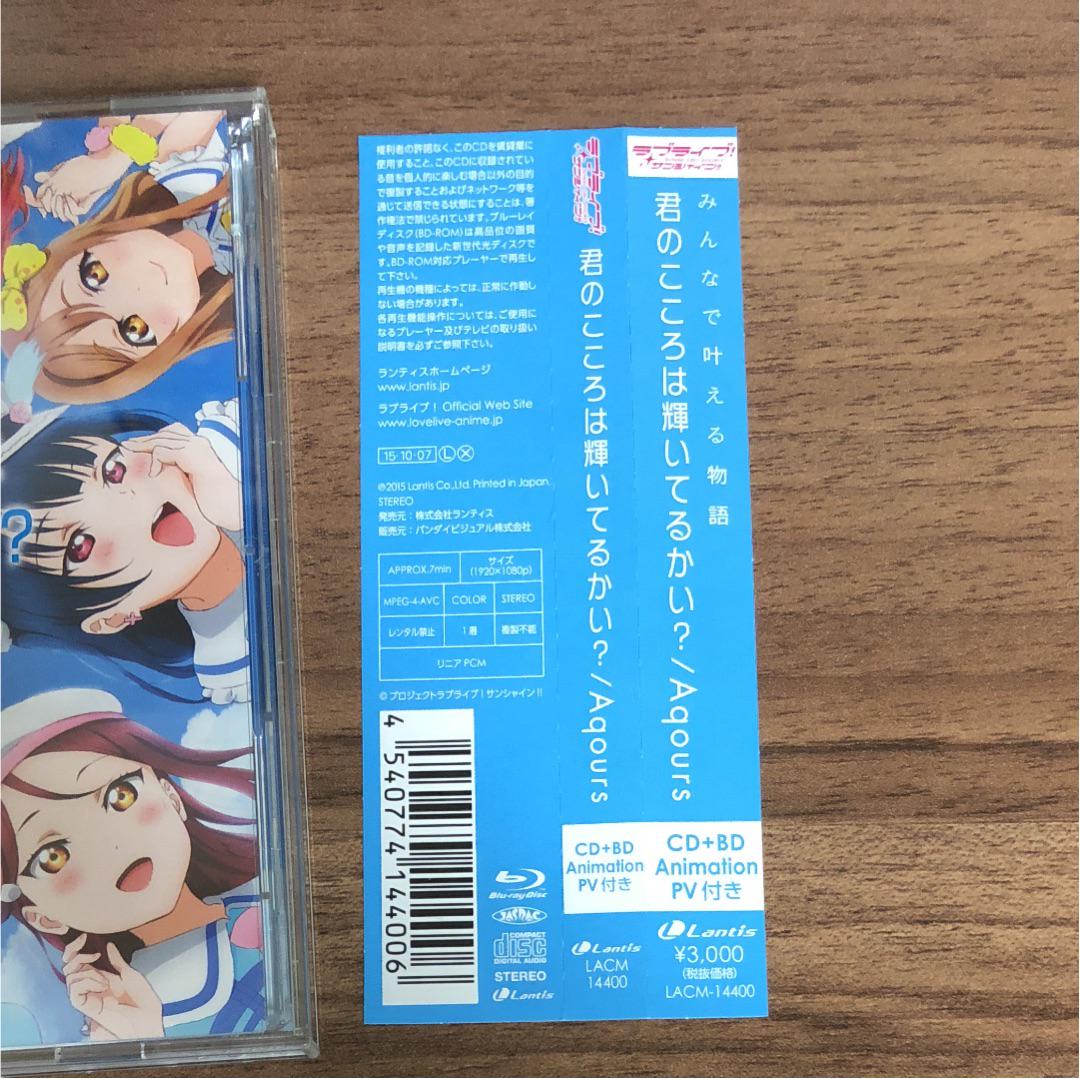 ?
権利者の許諾なく、このCDを賃貸業に
使用すること、このCDに収録されてい
る音を個人的に楽しむ場合以外の目的
で複製することおよびネットワーク等を
通じて送信できる状態にすることは、著
作権法で禁じられています。ブルーレイ
ディスク(BD-ROM)は高品位の画質
や音声を記録した新世代光ディスクで
す。BD-ROM対応プレーヤーで再生し
て下さい。
再生機の機種によっては、正常に作動し
ない場合があります。
各再生機能操作については、ご使用に
なるプレーヤー及びテレビの取り扱い
説明書を必ずご参照下さい。
ランティスホームページ
www.lantis.jp
ラブライブ! Official Web Site
www.lovelive-anime.jp
15・10・07 Ⓛ Ⓧ
℗2015 Lantis Co.,Ltd. Printed in Japan.
STEREO
発売元:株式会社ランティス
販売元:バンダイビジュアル株式会社
APPROX.7min
サイズ
(1920×1080p)
MPEG-4-AVC COLOR STEREO
レンタル禁止 1層 複製不能
リニア PCM
© プロジェクトラブライブ!サンシャイン!!
4 540774 144006
Blu-ray Disc
JASRAC
COMPACT
disc
DIGITAL AUDIO
STEREO
Lantis
ラブライブ!
サンシャイン!!
君のこころは輝いてるかい?/Aqours
CD+BD
Animation
PV付き
Lantis
LACM
14400
ラブライブ!
サンシャイン!!
みんなで叶える物語
君のこころは輝いてるかい?/Aqours
CD+BD
Animation
PV付き
Lantis
¥3,000
(税抜価格)
LACM-14400